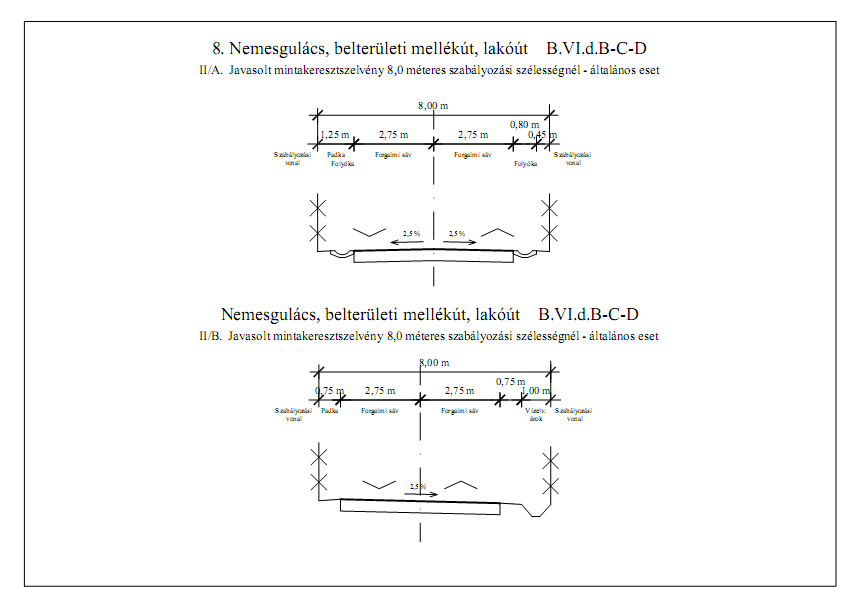 8. Nemesgulács, belterületi mellékút, lakóút B.VI.d.B-C-D
II/A. Javasolt mintakeresztszelvény 8,0 méteres szabályozási szélességnél - általános eset
8,00 m
0,80 m
1,25 m 2,75 m 2,75 m 0,45 m
Szabályozási vonal
Padka Folyóka
Forgalmi sáv
Forgalmi sáv
Folyóka
Szabályozási vonal
2,5 % 2,5 %
Nemesgulács, belterületi mellékút, lakóút B.VI.d.B-C-D
II/B. Javasolt mintakeresztszelvény 8,0 méteres szabályozási szélességnél - általános eset
8,00 m
0,75 m
0,75 m 2,75 m 2,75 m 1,00 m
Szabályozási vonal
Padka
Forgalmi sáv
Forgalmi sáv
Vízelv. árok
Szabályozási vonal
2,5 %